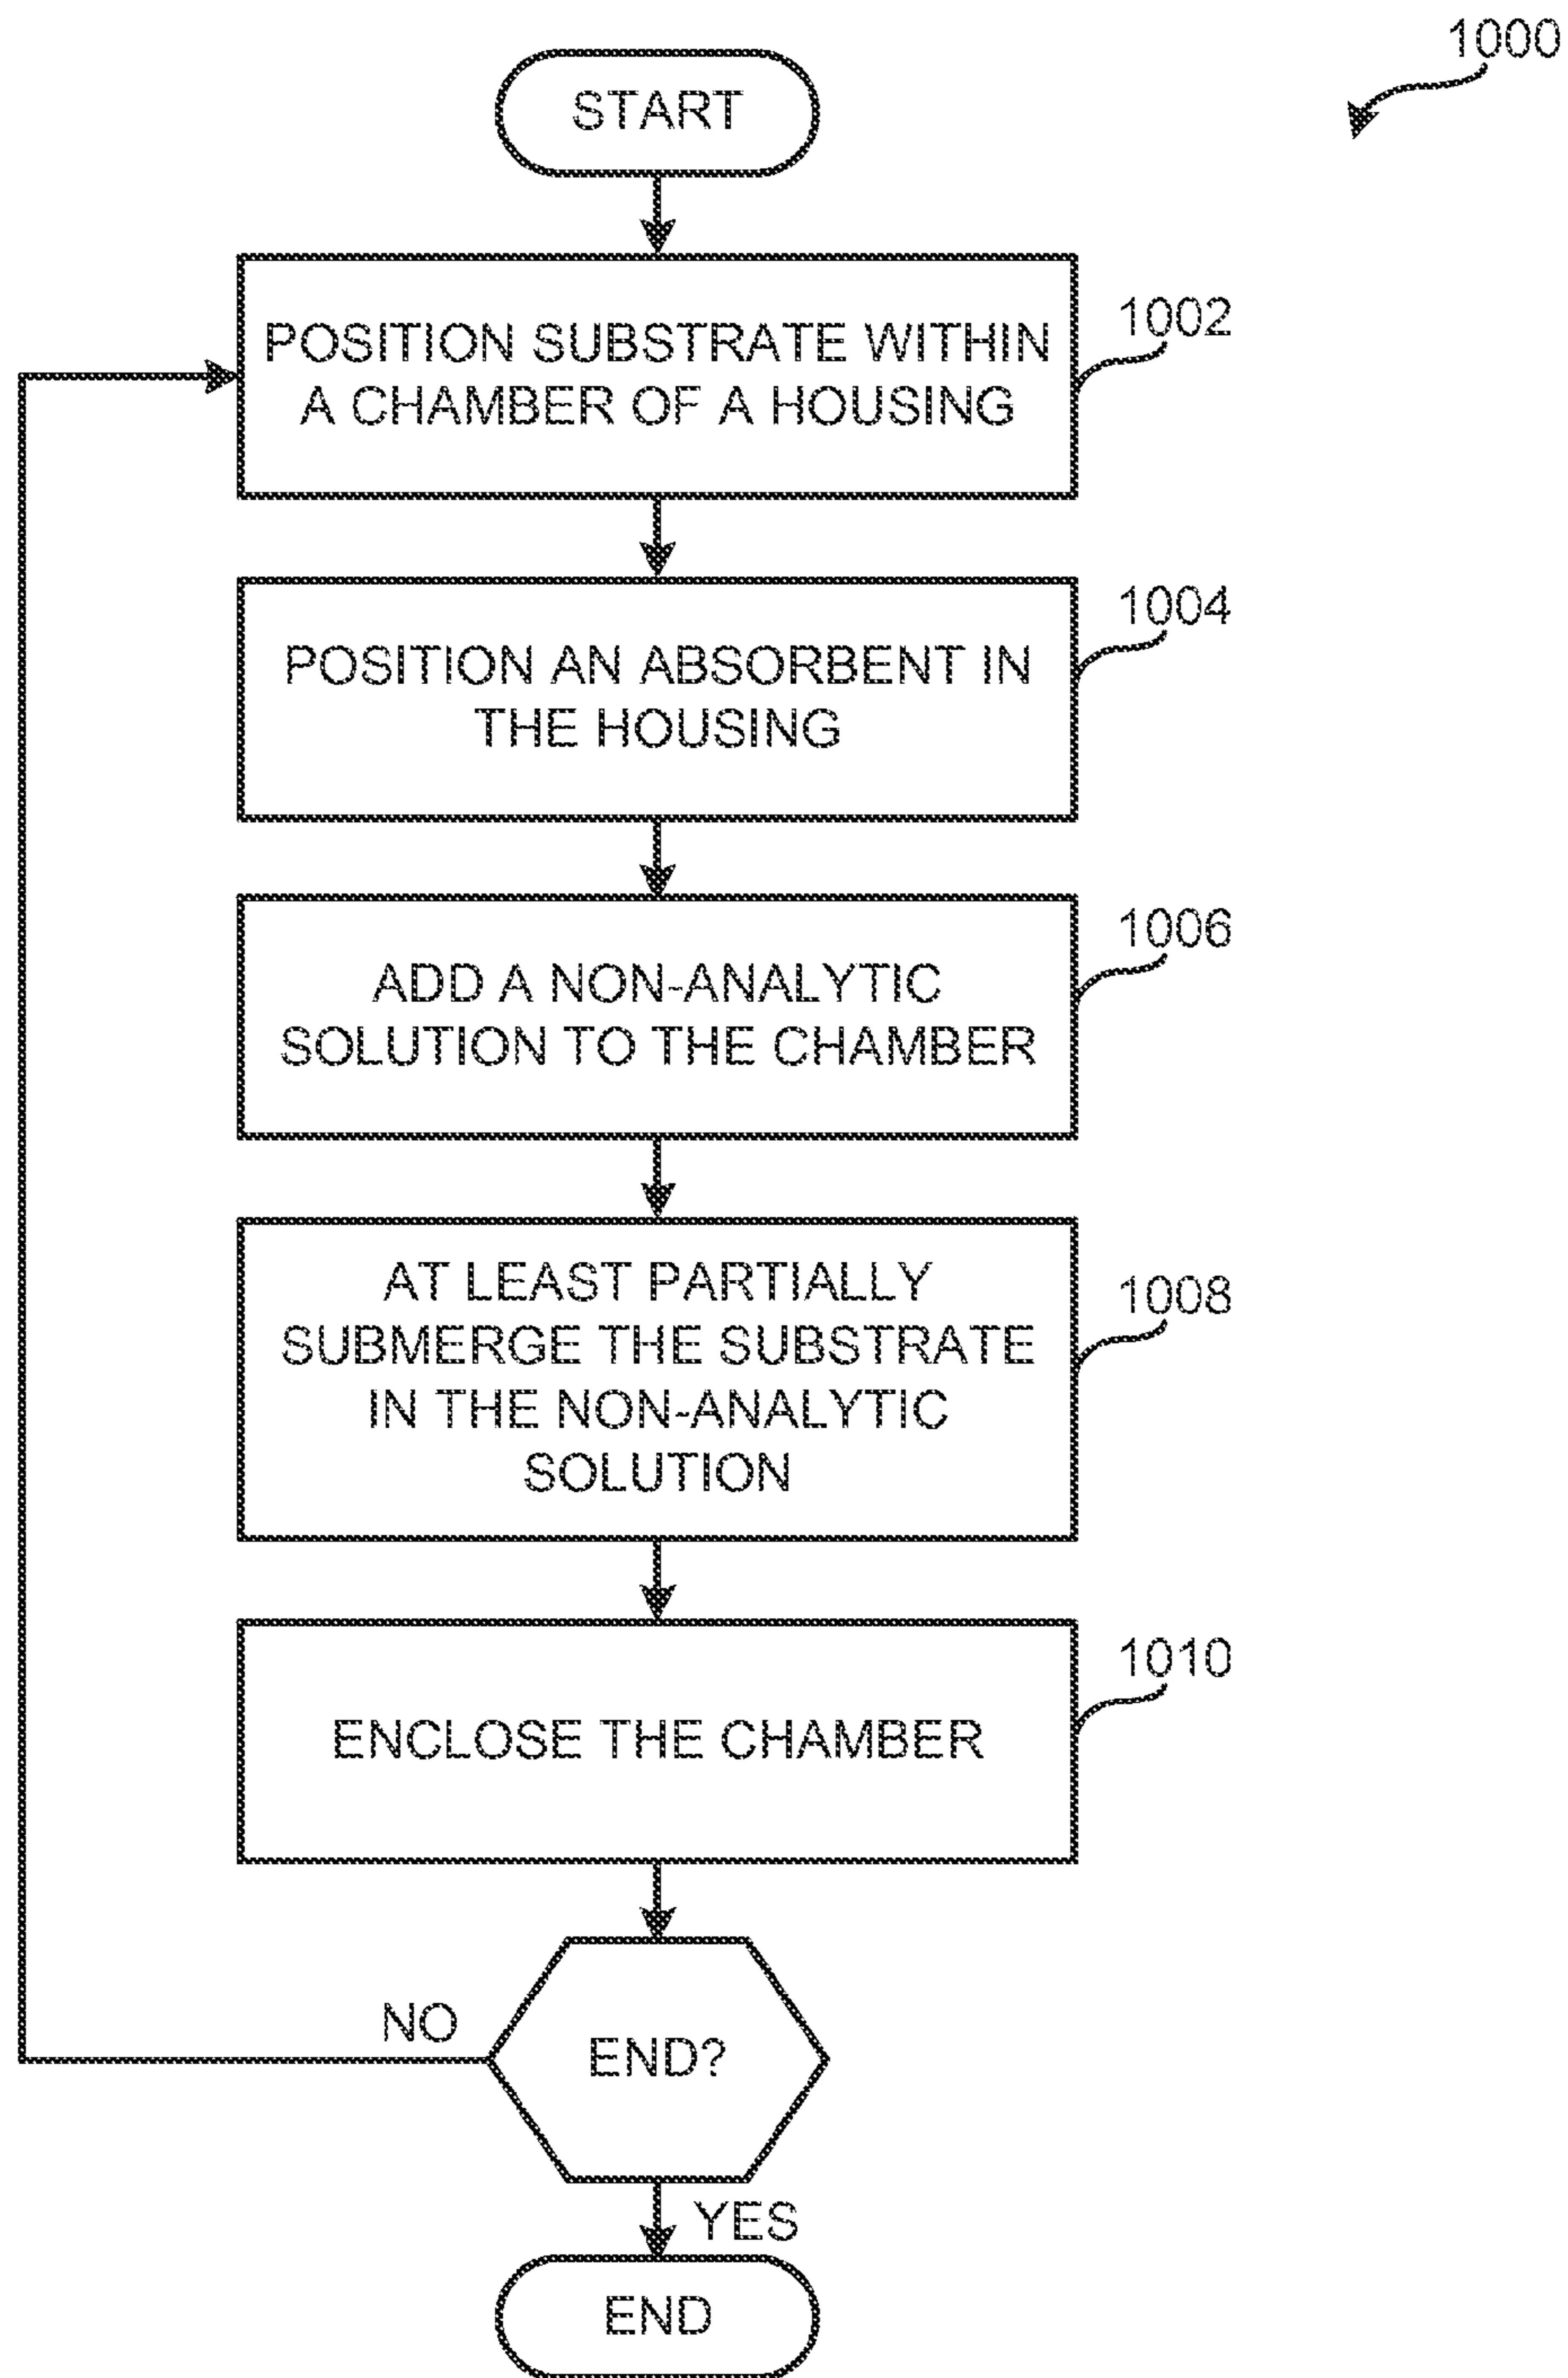 1000
START
POSITION SUBSTRATE WITHIN
A CHAMBER OF A HOUSING
1002
POSITION AN ABSORBENT IN
THE HOUSING
1004
ADD A NON-ANALYTIC
SOLUTION TO THE CHAMBER
1006
AT LEAST PARTIALLY
SUBMERGE THE SUBSTRATE
IN THE NON-ANALYTIC
SOLUTION
1008
ENCLOSE THE CHAMBER
1010
END?
NO
YES
END